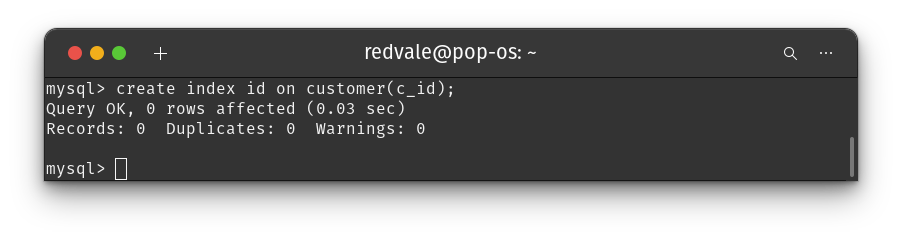 redvale@pop-os: ~
mysql> create index id on customer(c_id);
Query OK, 0 rows affected (0.03 sec)
Records: 0  Duplicates: 0  Warnings: 0
mysql>